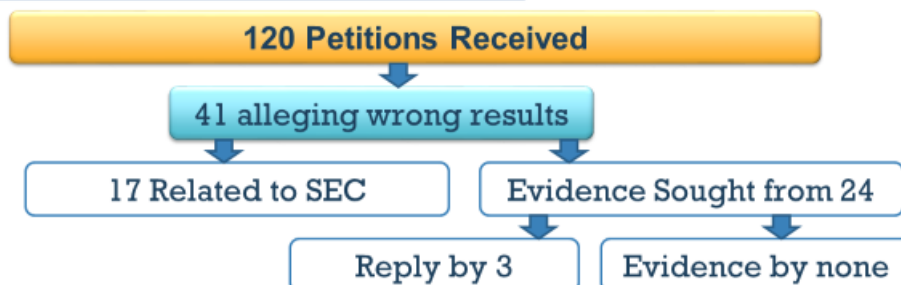 120 Petitions Received
41 alleging wrong results
17 Related to SEC
Evidence Sought from 24
Reply by 3
Evidence by none